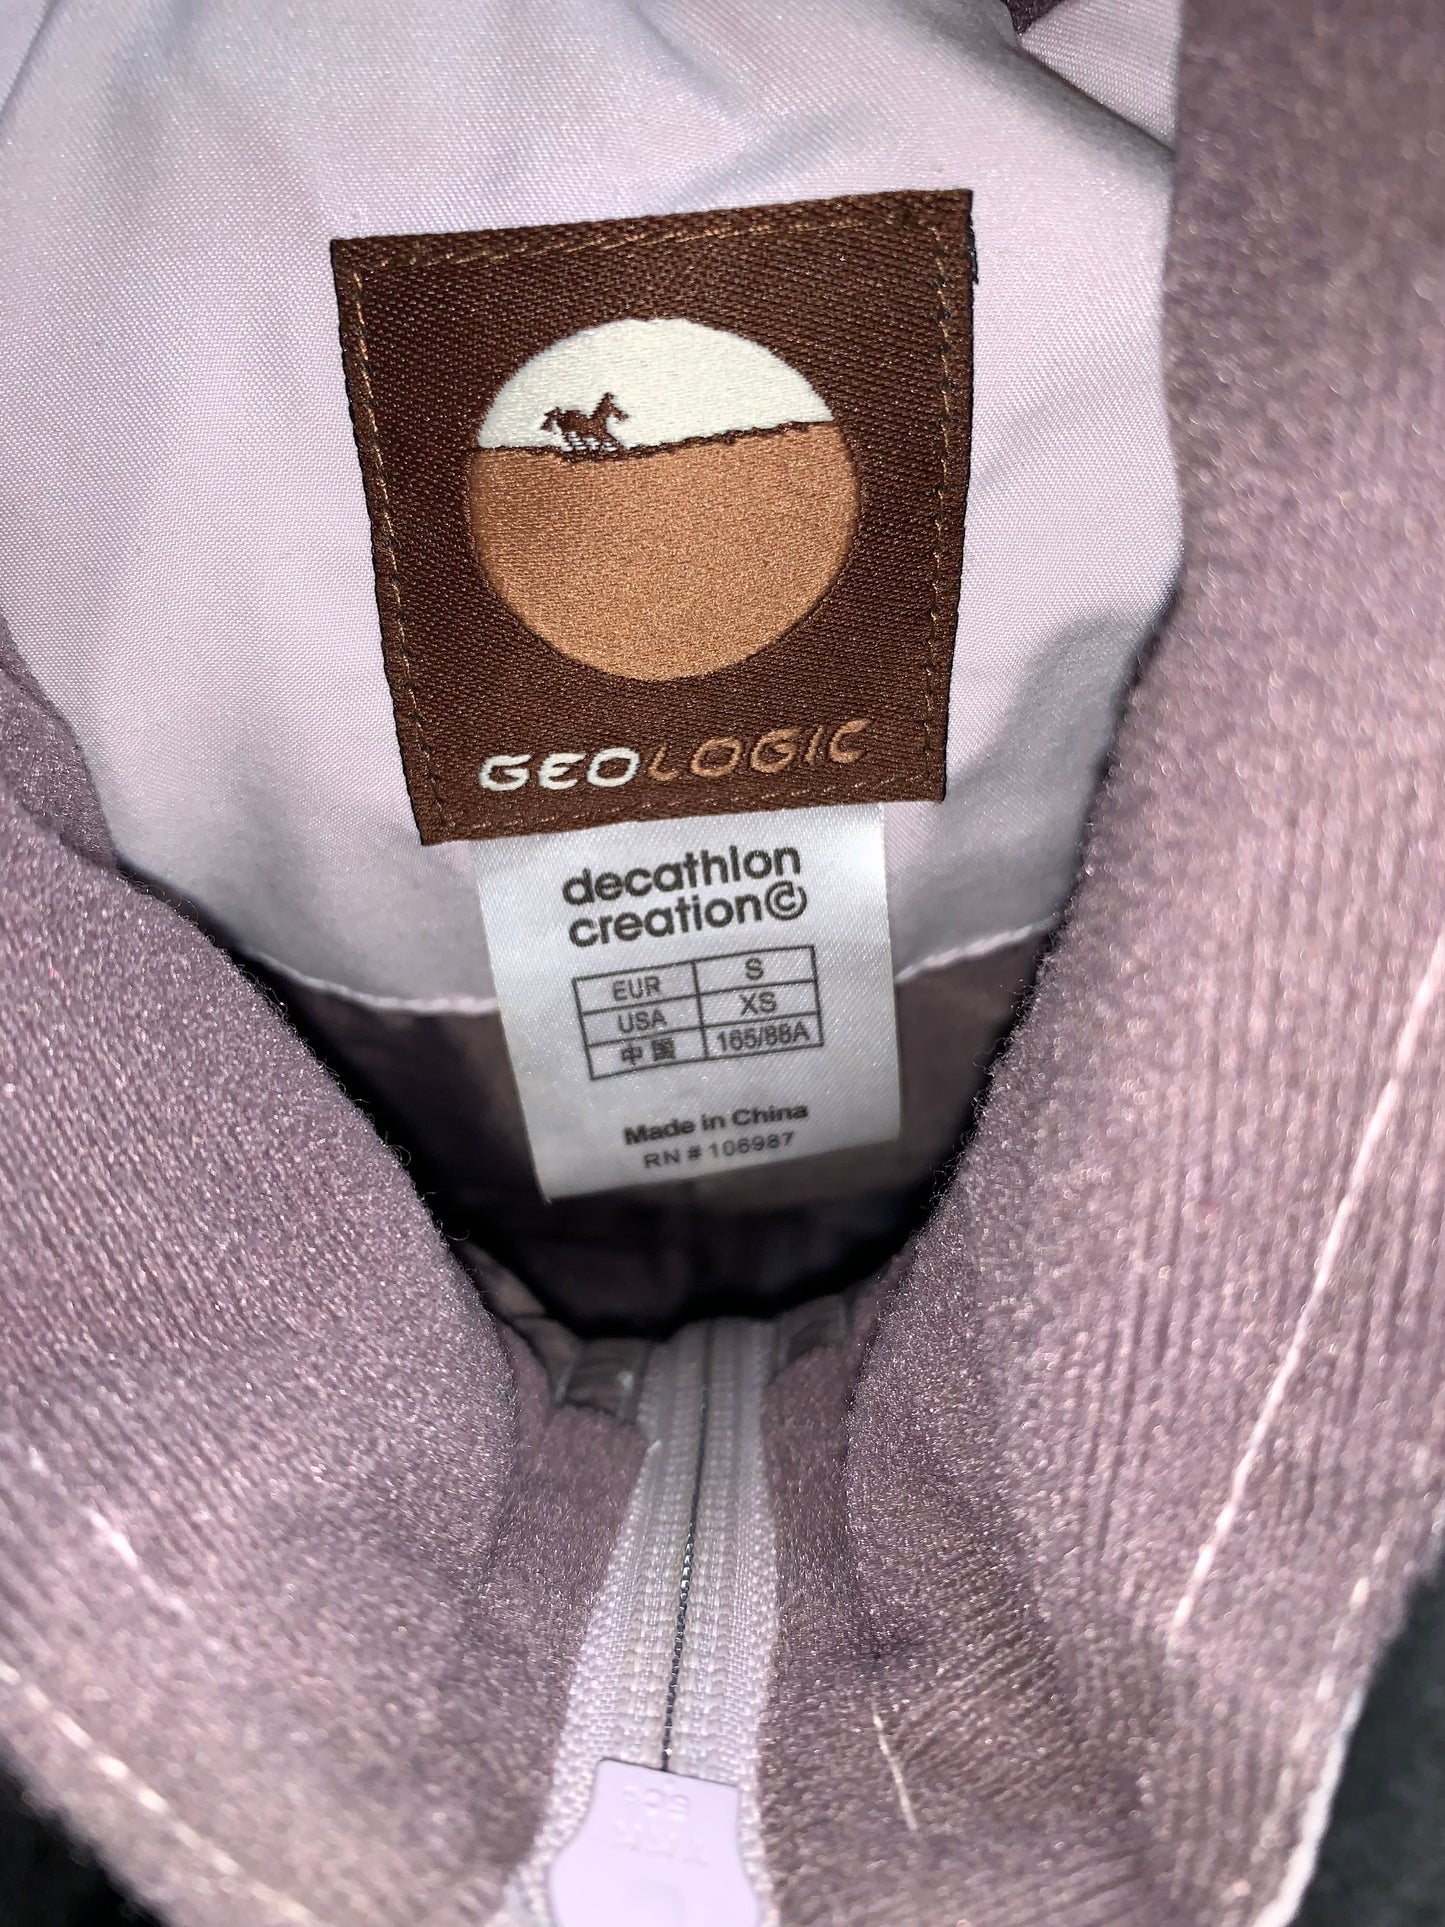 GEOLOGIC
decathlon
creation©
EUR S
USA XS
中国 165/88A
Made in China
RN # 106987